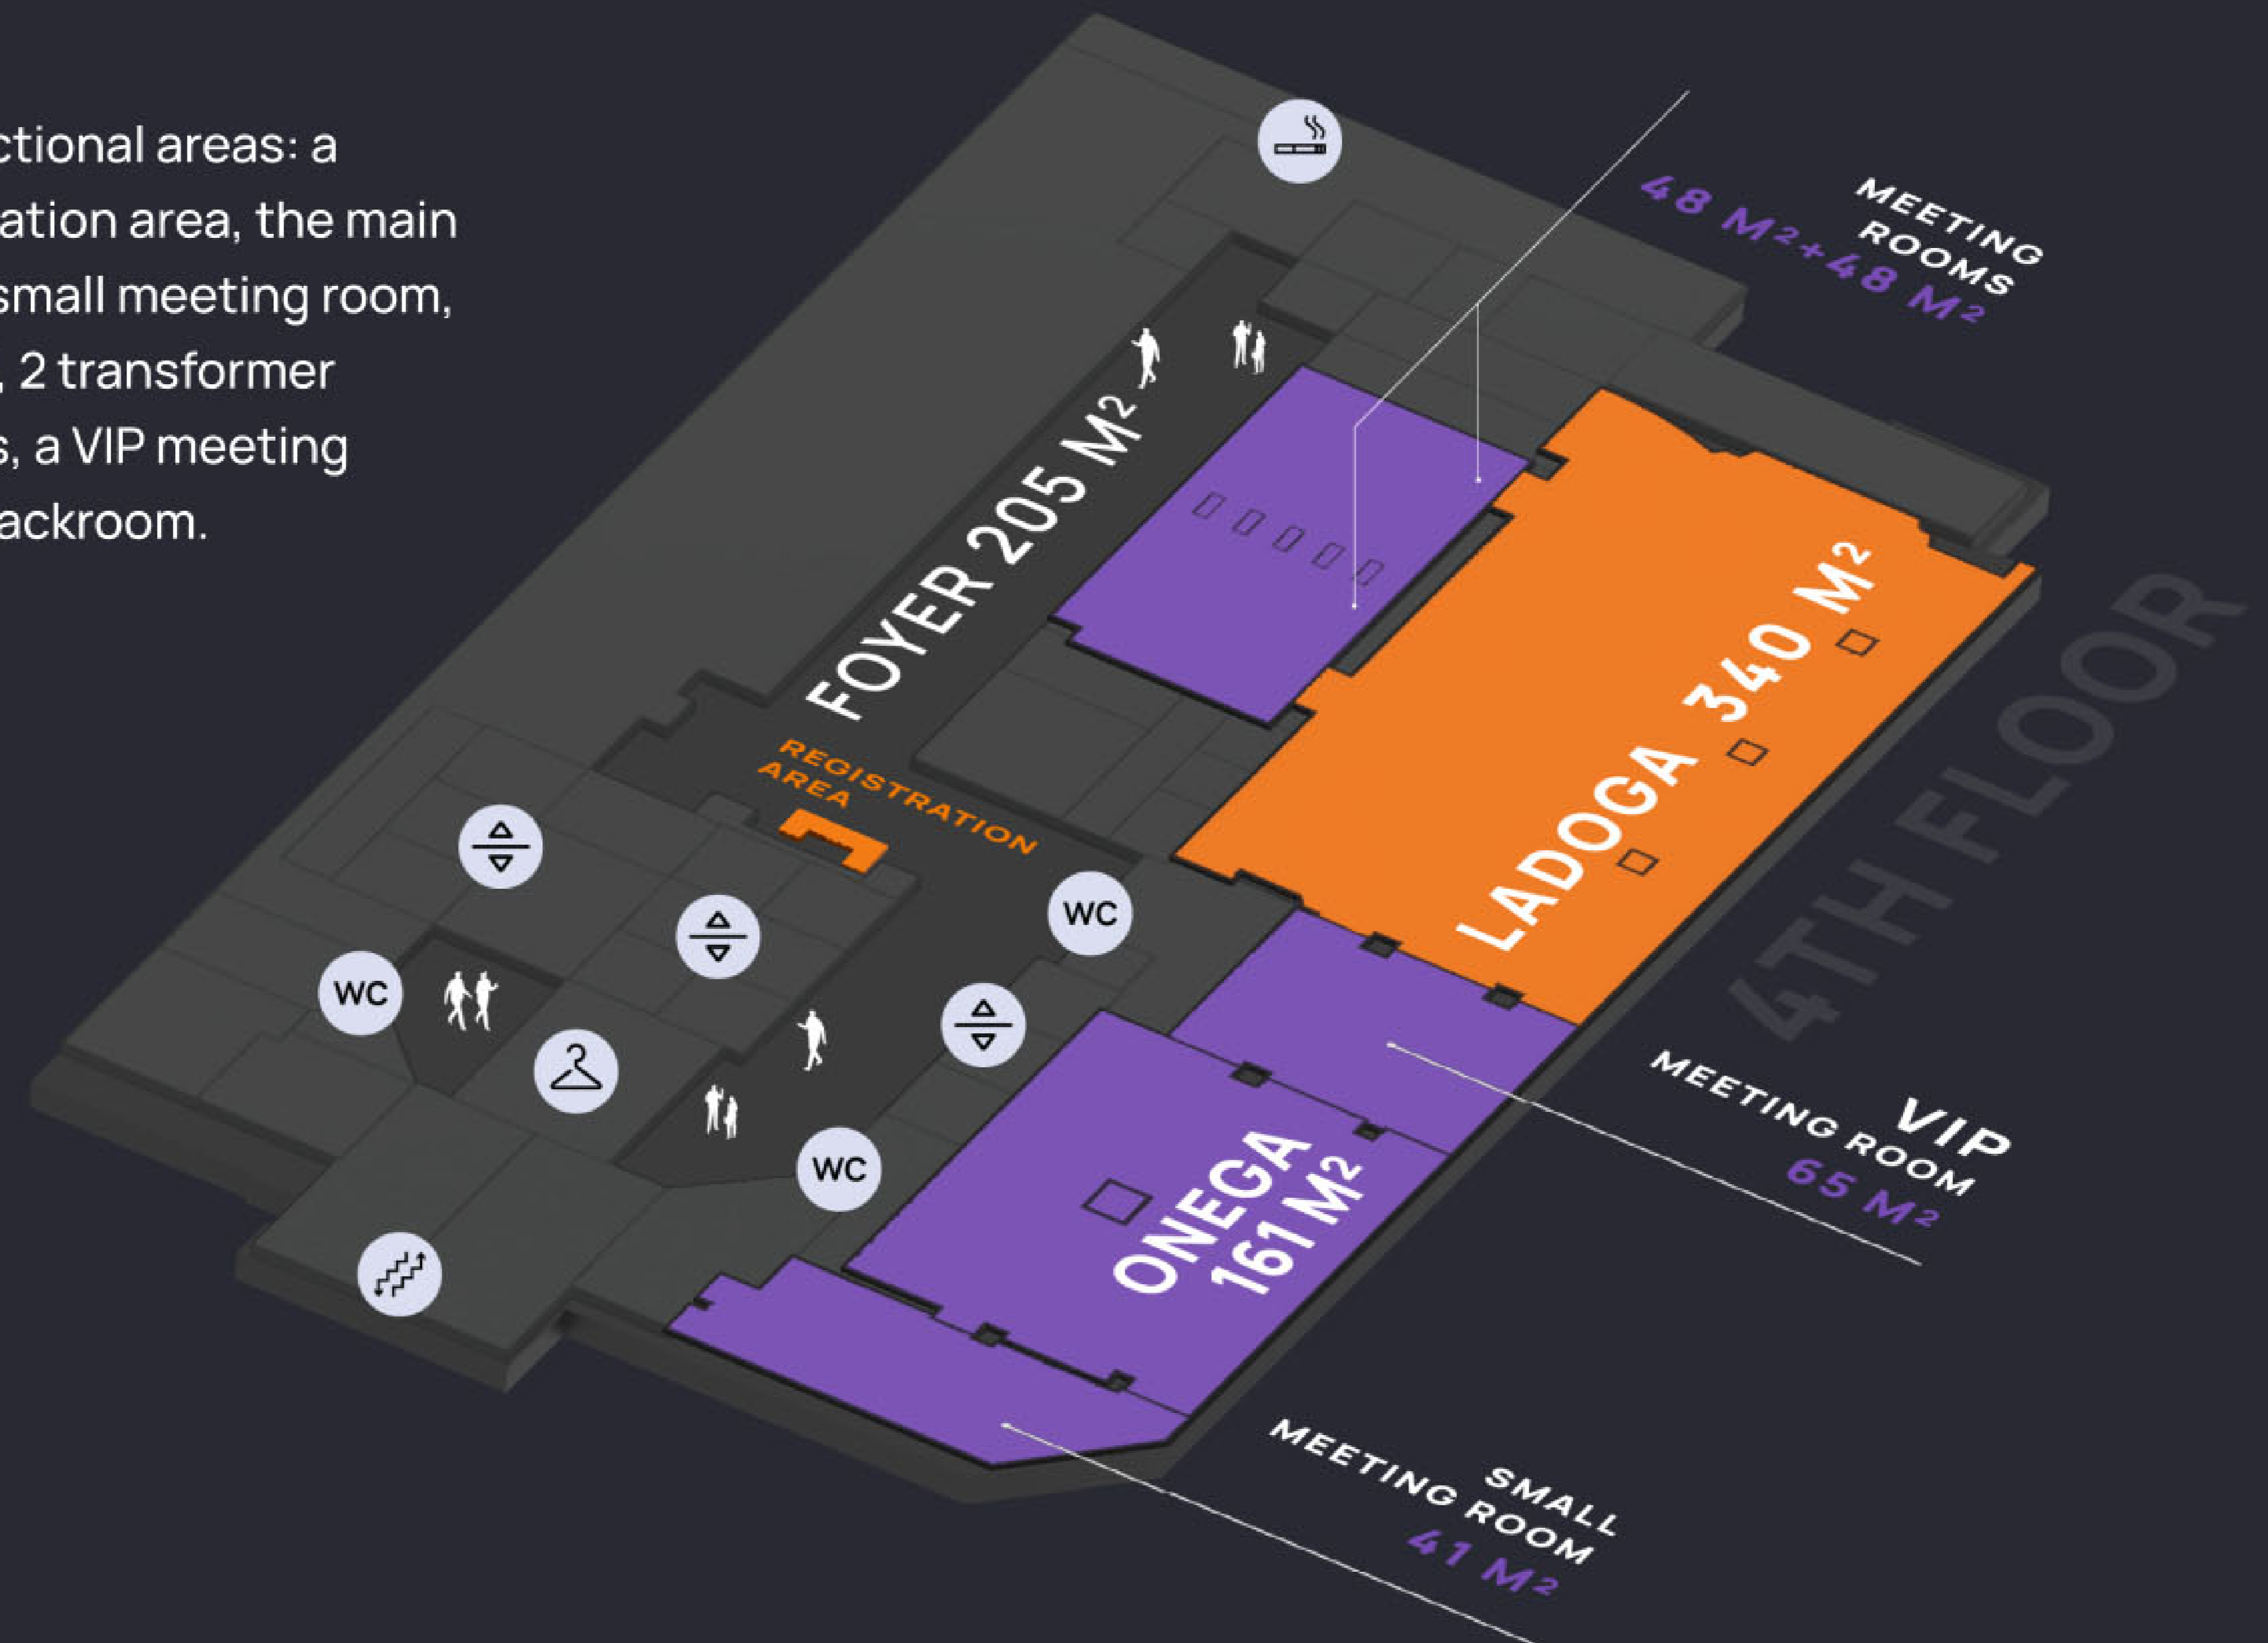 ctional areas: a
ation area, the main
small meeting room,
, 2 transformer
s, a VIP meeting
ackroom.
MEETING
ROOMS
48 M²+48 M²
FOYER 205 M²
LADOGA 340 M²
4TH FLOOR
REGISTRATION
AREA
WC
WC
WC
VIP
MEETING ROOM
65 M²
ONEGA
161 M²
SMALL
MEETING ROOM
41 M²